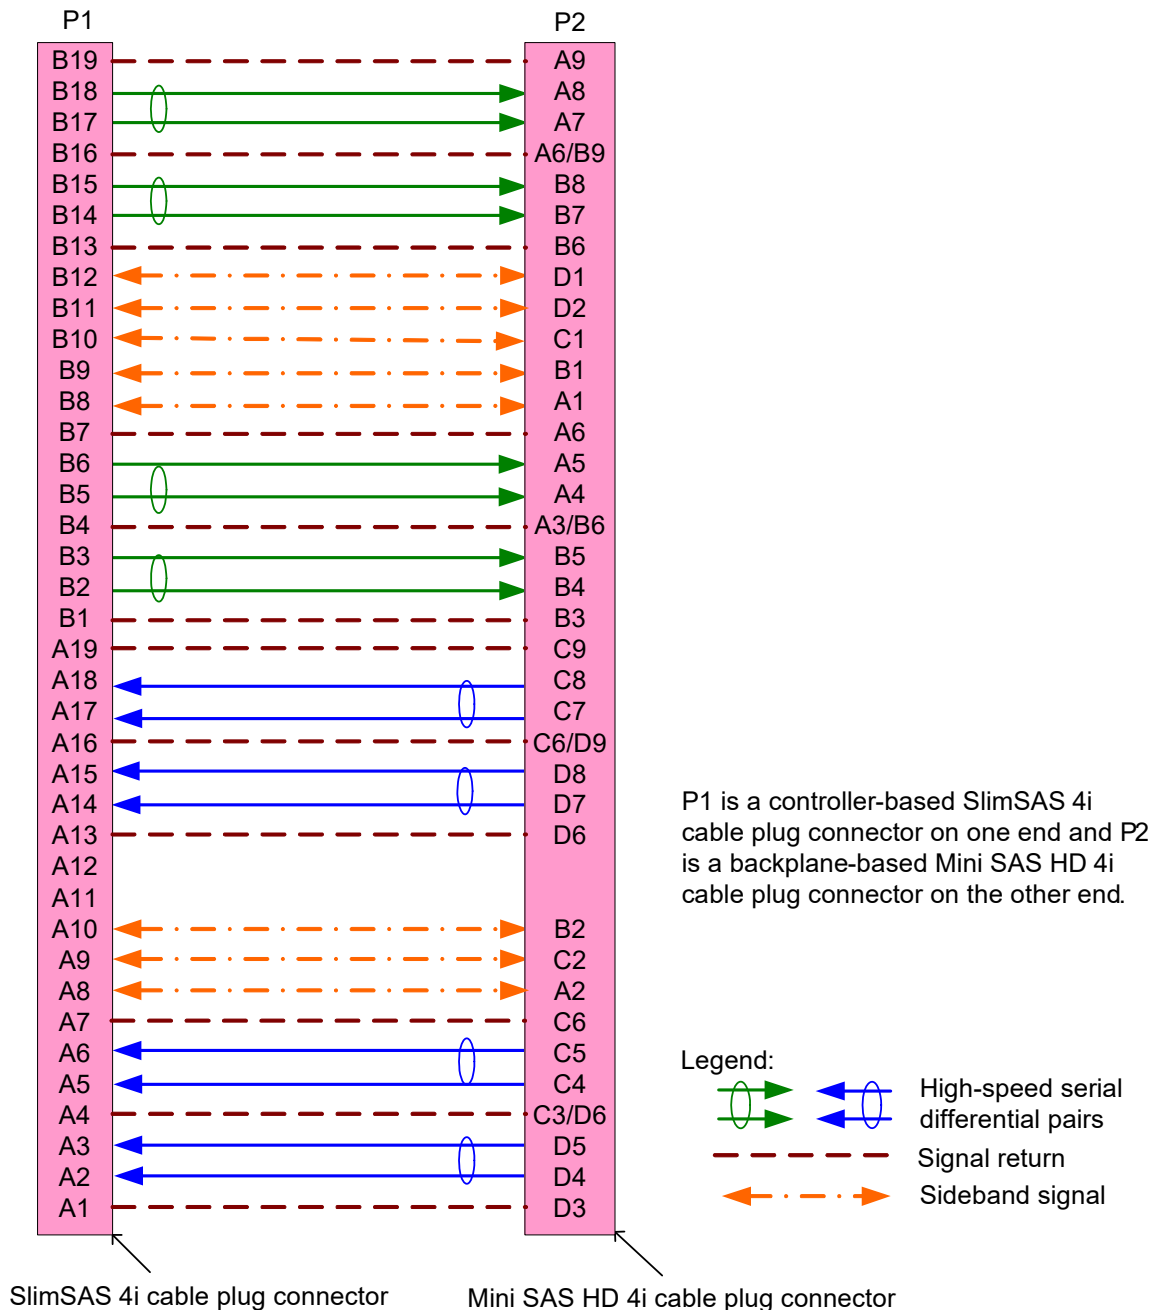 P1 P2
B19 A9
B18 A8
B17 A7
B16 A6/B9
B15 B8
B14 B7
B13 B6
B12 D1
B11 D2
B10 C1
B9 B1
B8 A1
B7 A6
B6 A5
B5 A4
B4 A3/B6
B3 B5
B2 B4
B1 B3
A19 C9
A18 C8
A17 C7
A16 C6/D9
A15 D8
A14 D7
A13 D6
A12
A11
A10 B2
A9 C2
A8 A2
A7 C6
A6 C5
A5 C4
A4 C3/D6
A3 D5
A2 D4
A1 D3
P1 is a controller-based SlimSAS 4i
cable plug connector on one end and P2
is a backplane-based Mini SAS HD 4i
cable plug connector on the other end.
Legend:
High-speed serial
differential pairs
Signal return
Sideband signal
SlimSAS 4i cable plug connector
Mini SAS HD 4i cable plug connector